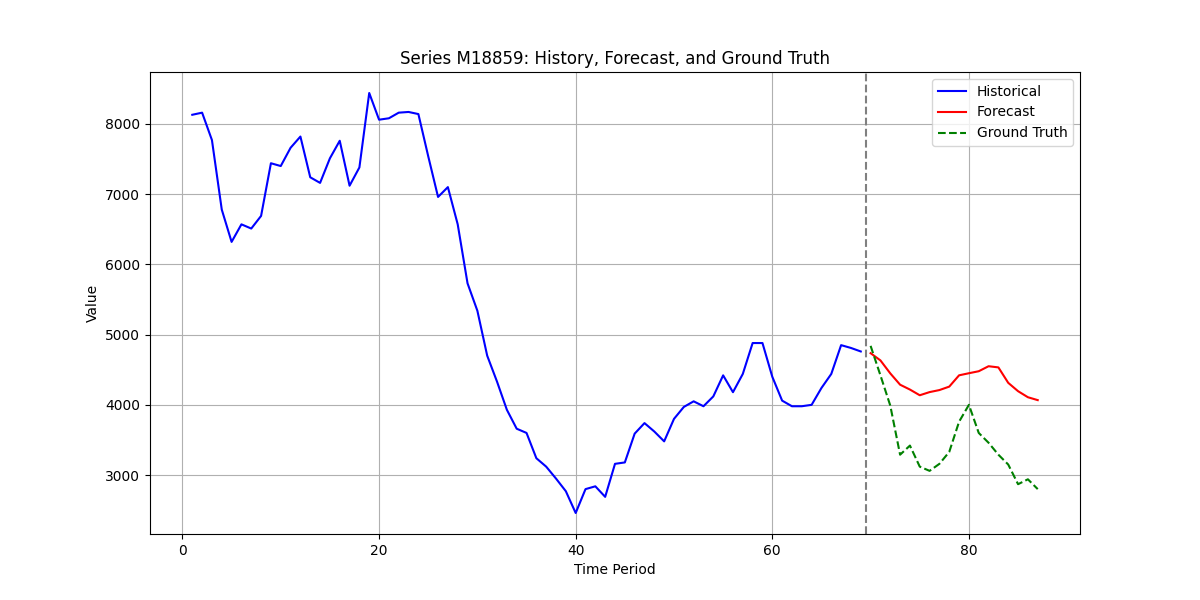 Series M18859: History, Forecast, and Ground Truth
Historical
Forecast
Ground Truth
Value
8000
7000
6000
5000
4000
3000
0 20 40 60 80
Time Period